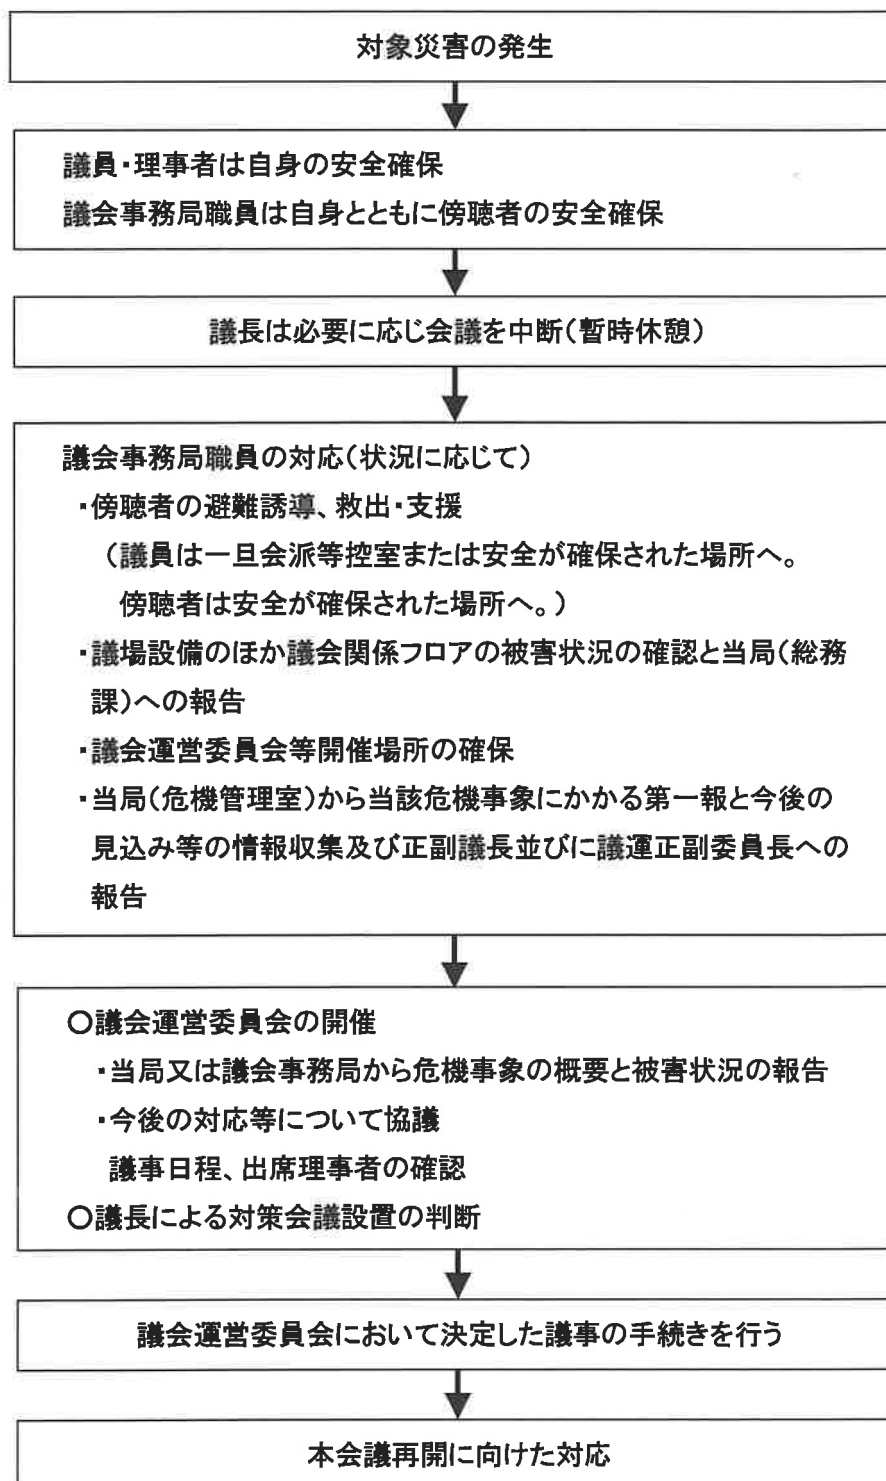 対象災害の発生
議員・理事者は自身の安全確保
議会事務局職員は自身とともに傍聴者の安全確保
議長は必要に応じ会議を中断(暫時休憩)
議会事務局職員の対応(状況に応じて)
・傍聴者の避難誘導、救出・支援
(議員は一旦会派等控室または安全が確保された場所へ。
傍聴者は安全が確保された場所へ。)
・議場設備のほか議会関係フロアの被害状況の確認と当局(総務
課)への報告
・議会運営委員会等開催場所の確保
・当局(危機管理室)から当該危機事象にかかる第一報と今後の
見込み等の情報収集及び正副議長並びに議運正副委員長への
報告
〇議会運営委員会の開催
・当局又は議会事務局から危機事象の概要と被害状況の報告
・今後の対応等について協議
議事日程、出席理事者の確認
〇議長による対策会議設置の判断
議会運営委員会において決定した議事の手続きを行う
本会議再開に向けた対応